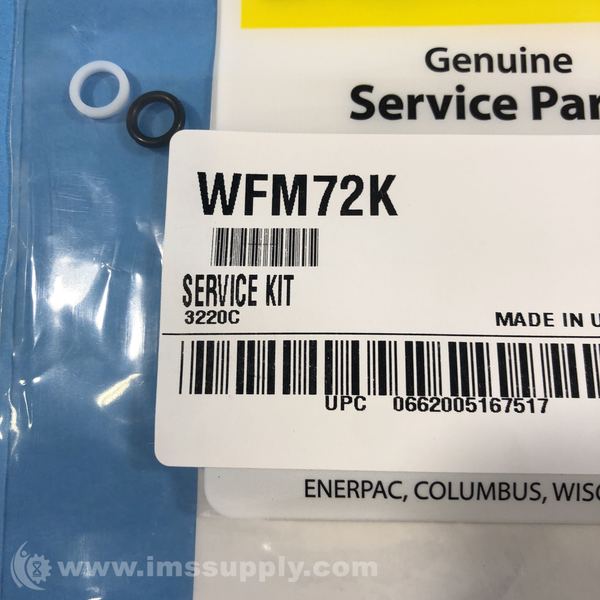 Genuine
Service Par
WFM72K
SERVICE KIT
3220C
MADE IN U
UPC 0662005167517
ENERPAC, COLUMBUS, WISC
www.imssupply.com